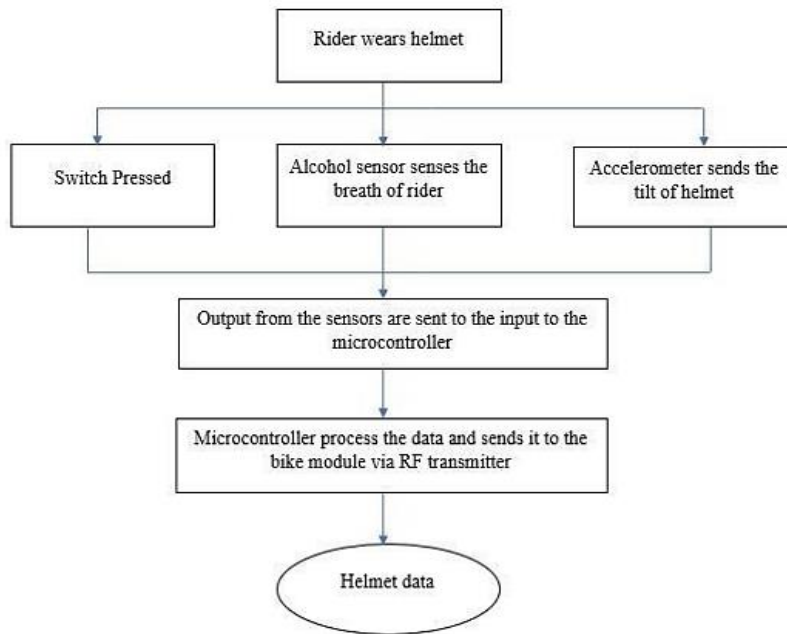 Rider wears helmet
Switch Pressed
Alcohol sensor senses the
breath of rider
Accelerometer sends the
tilt of helmet
Output from the sensors are sent to the input to the
microcontroller
Microcontroller process the data and sends it to the
bike module via RF transmitter
Helmet data